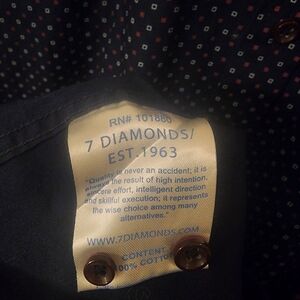 RN# 101880
7 DIAMONDS/
EST.1963
"Quality is never an accident; it is
always the result of high intention,
sincere effort, intelligent direction
and skillful execution; it represents
the wise choice among many
alternatives."
WWW.7DIAMONDS.COM
CONTENT:
100% COTTON